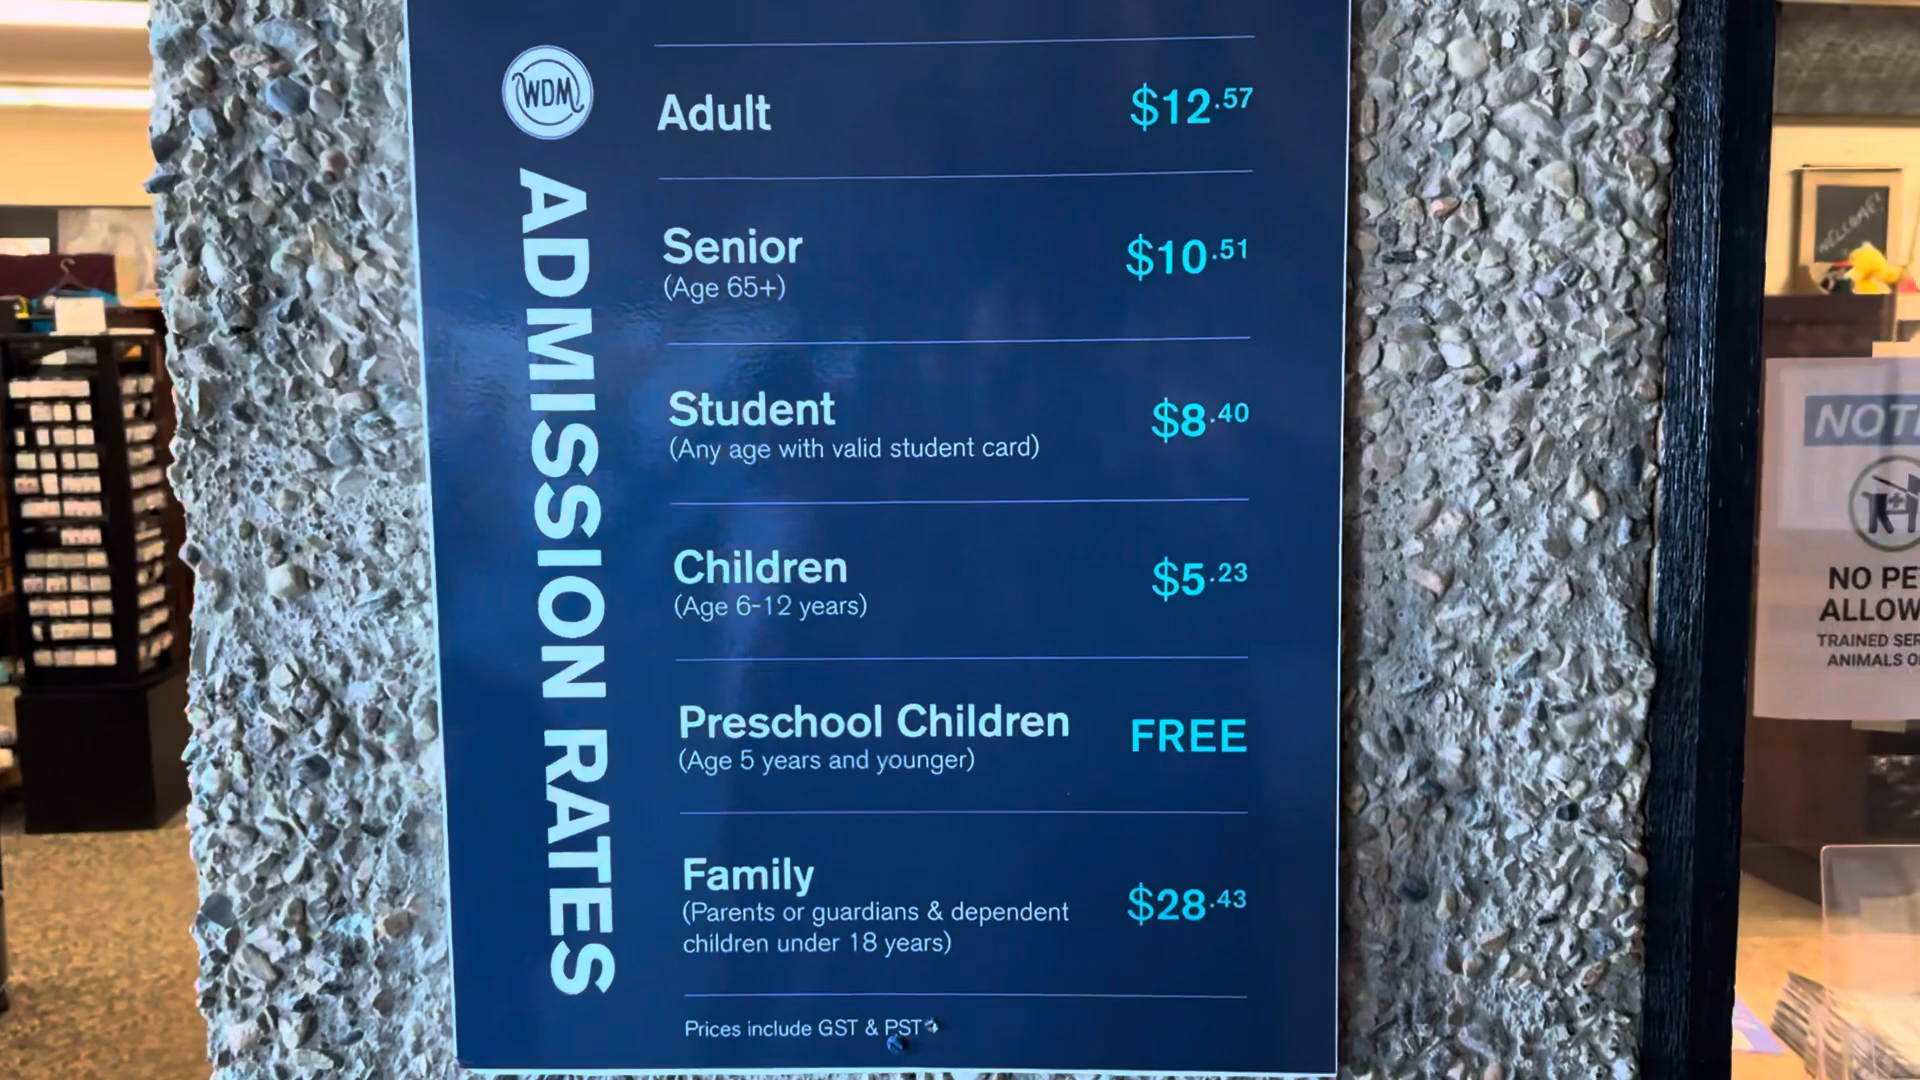 WDM
ADMISSION RATES
Adult $12.57
Senior $10.51
(Age 65+)
Student $8.40
(Any age with valid student card)
Children $5.23
(Age 6-12 years)
Preschool Children FREE
(Age 5 years and younger)
Family $28.43
(Parents or guardians & dependent
children under 18 years)
Prices include GST & PST
WELCOME!
NO
ALLOW
TRAINED
ANIMALS